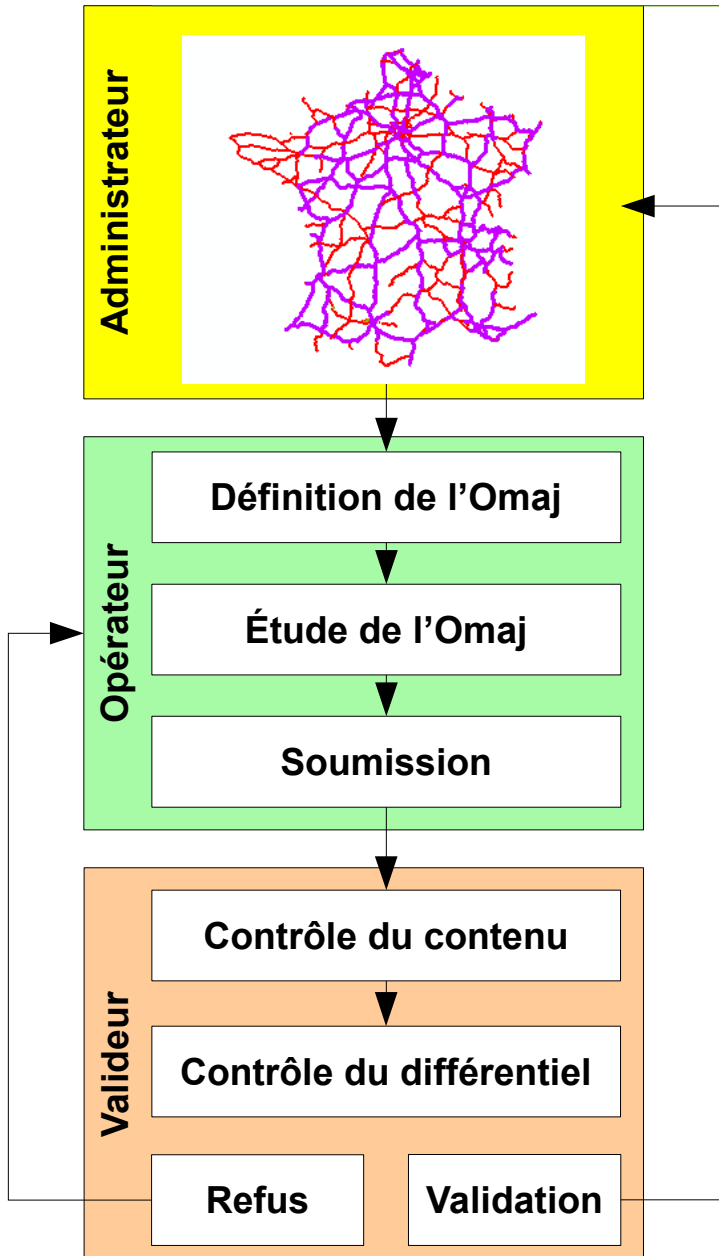 Administrateur
Opérateur
Définition de l’Omaj
Étude de l’Omaj
Soumission
Valideur
Contrôle du contenu
Contrôle du différentiel
Refus
Validation